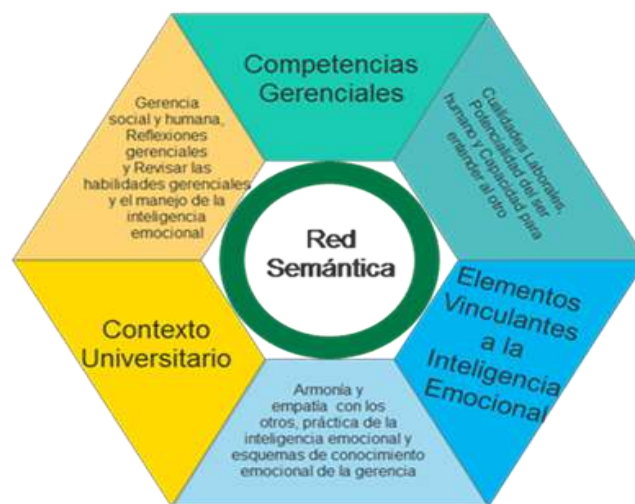 Competencias
Gerenciales
Cualidades Laborales,
Potencialidad del ser
humano y Capacidad para
entender al otro
Elementos
Vinculantes
a la
Inteligencia
Emocional
Armonía y
empatía con los
otros, práctica de la
inteligencia emocional y
esquemas de conocimiento
emocional de la gerencia
Contexto
Universitario
Gerencia
social y humana,
Reflexiones
gerenciales
y Revisar las
habilidades gerenciales
y el manejo de la
inteligencia
emocional
Red
Semántica